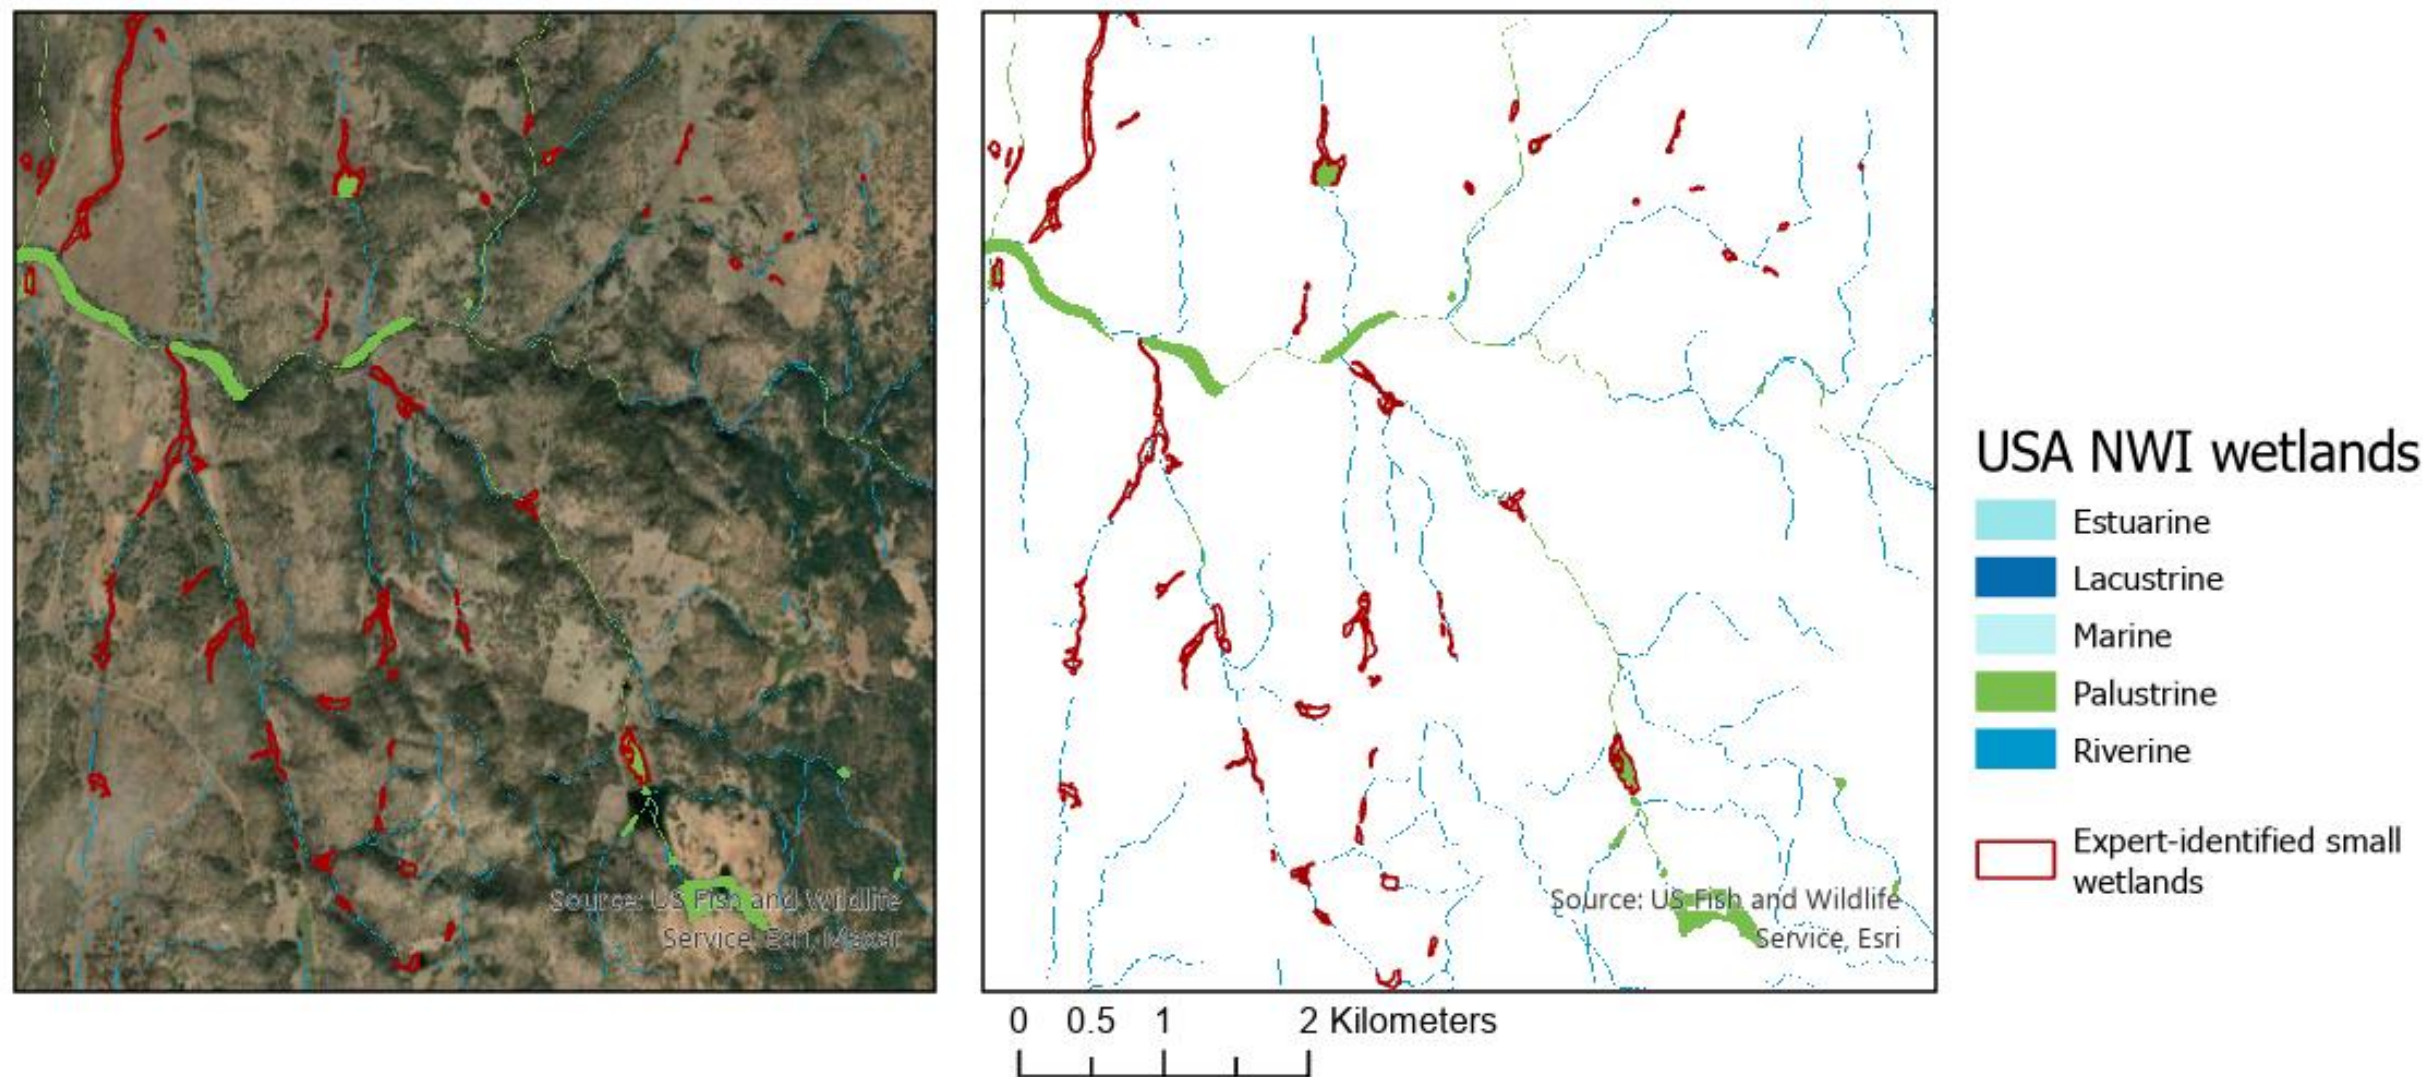 Source: US Fish and Wildlife
Service, Esri, Maxar
Source: US Fish and Wildlife
Service, Esri
0 0.5 1 2 Kilometers
USA NWI wetlands
Estuarine
Lacustrine
Marine
Palustrine
Riverine
Expert-identified small
wetlands